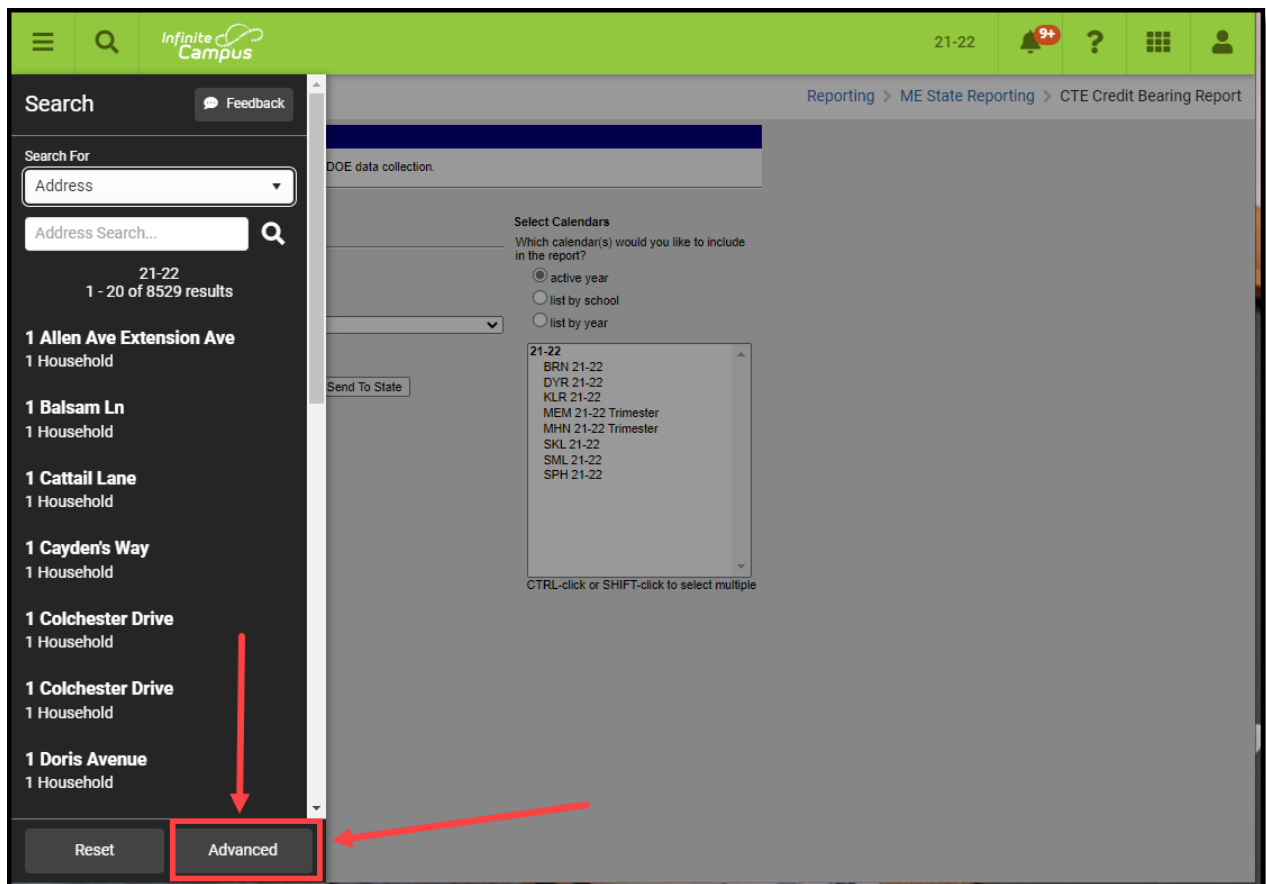 Infinite
Campus
21-22
9+
?
Search
Feedback
Reporting > ME State Reporting > CTE Credit Bearing Report
Search For
Address
Address Search...
21-22
1 - 20 of 8529 results
1 Allen Ave Extension Ave
1 Household
1 Balsam Ln
1 Household
1 Cattail Lane
1 Household
1 Cayden's Way
1 Household
1 Colchester Drive
1 Household
1 Colchester Drive
1 Household
1 Doris Avenue
1 Household
Reset
Advanced
DOE data collection.
Send To State
Select Calendars
Which calendar(s) would you like to include
in the report?
active year
list by school
list by year
21-22
BRN 21-22
DYR 21-22
KLR 21-22
MEM 21-22 Trimester
MHN 21-22 Trimester
SKL 21-22
SML 21-22
SPH 21-22
CTRL-click or SHIFT-click to select multiple